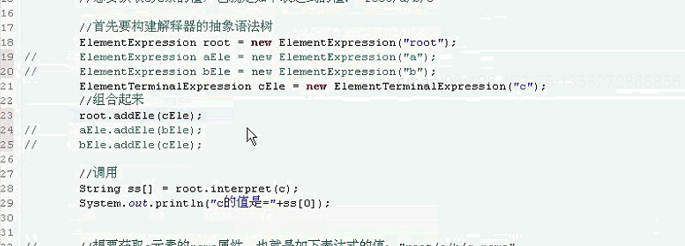 17 //首先要构建解释器的抽象语法树
18 ElementExpression root = new ElementExpression("root");
19 // ElementExpression aEle = new ElementExpression("a");
20 // ElementExpression bEle = new ElementExpression("b");
21 ElementTerminalExpression cEle = new ElementTerminalExpression("c");
22 //组合起来
23 root.addEle(cEle);
24 // aEle.addEle(bEle);
25 // bEle.addEle(cEle);
26
27 //调用
28 String ss[] = root.interpret(c);
29 System.out.println("c的值是="+ss[0]);
30
31